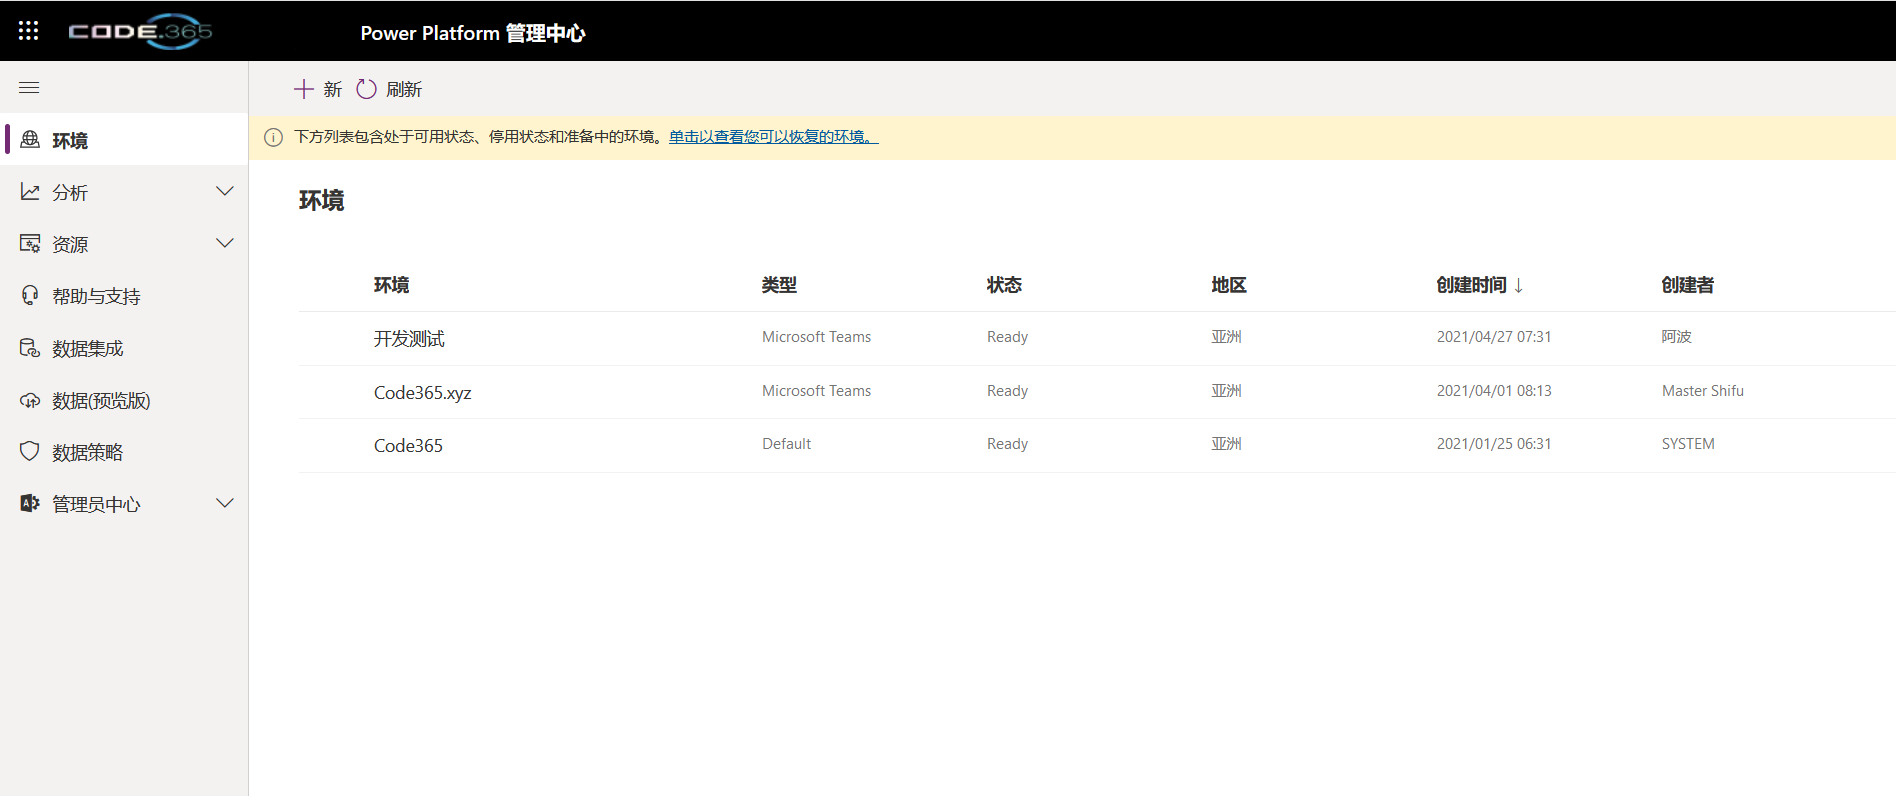 CODE.365
Power Platform 管理中心
新 刷新
下方列表包含处于可用状态、停用状态和准备中的环境。单击以查看您可以恢复的环境。
环境
分析
资源
帮助与支持
数据集成
数据(预览版)
数据策略
管理员中心
环境
环境 类型 状态 地区 创建时间 ↓ 创建者
开发测试 Microsoft Teams Ready 亚洲 2021/04/27 07:31 阿波
Code365.xyz Microsoft Teams Ready 亚洲 2021/04/01 08:13 Master Shifu
Code365 Default Ready 亚洲 2021/01/25 06:31 SYSTEM